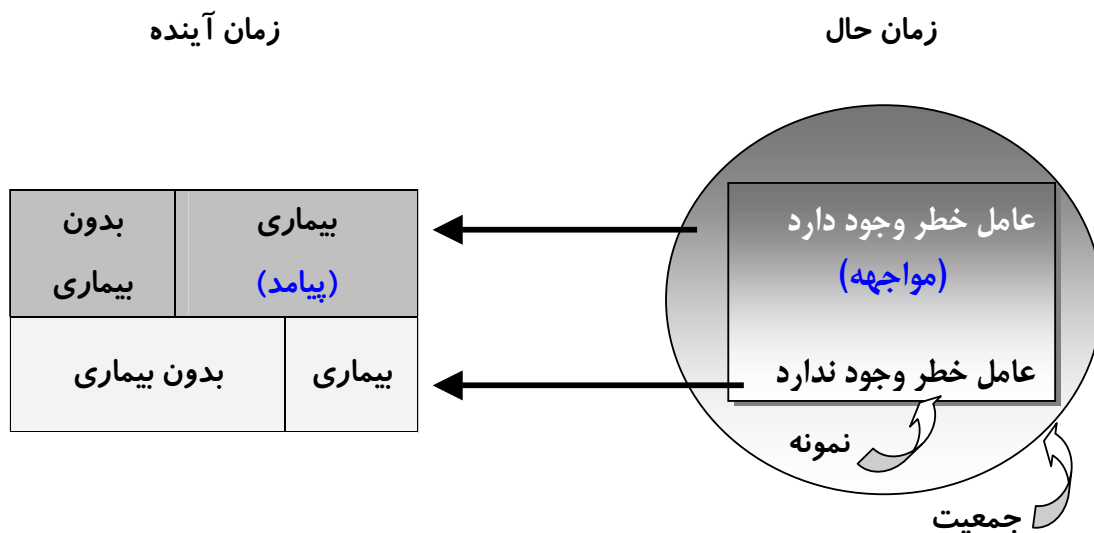 زمان حال
زمان آینده
عامل خطر وجود دارد
(مواجهه)
عامل خطر وجود ندارد
نمونه
جمعیت
بیماری
(پیامد)
بدون
بیماری
بیماری
بدون بیماری